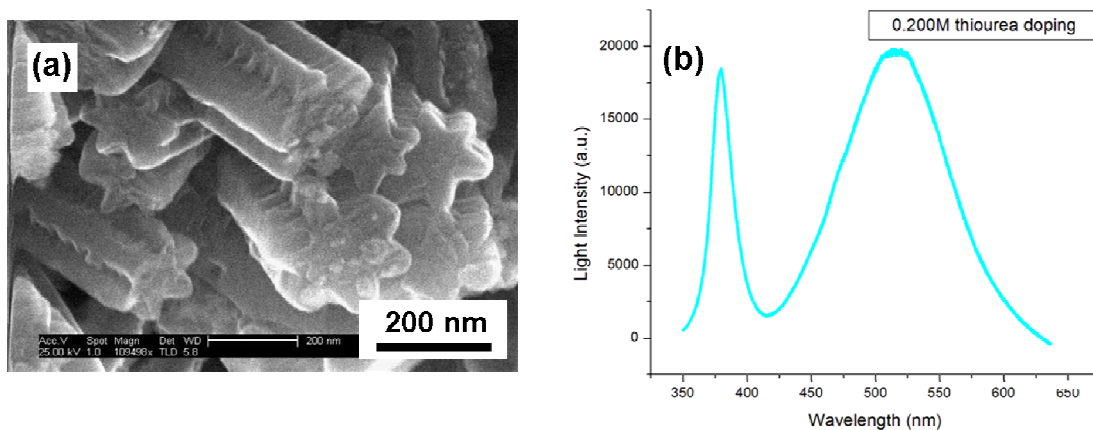 (a)
Acc.V Spot Magn Det WD 200 nm
25.00 kV 1.0 109498x TLD 5.8
200 nm
(b)
0.200M thiourea doping
Light Intensity (a.u.)
20000
15000
10000
5000
0
350 400 450 500 550 600 650
Wavelength (nm)